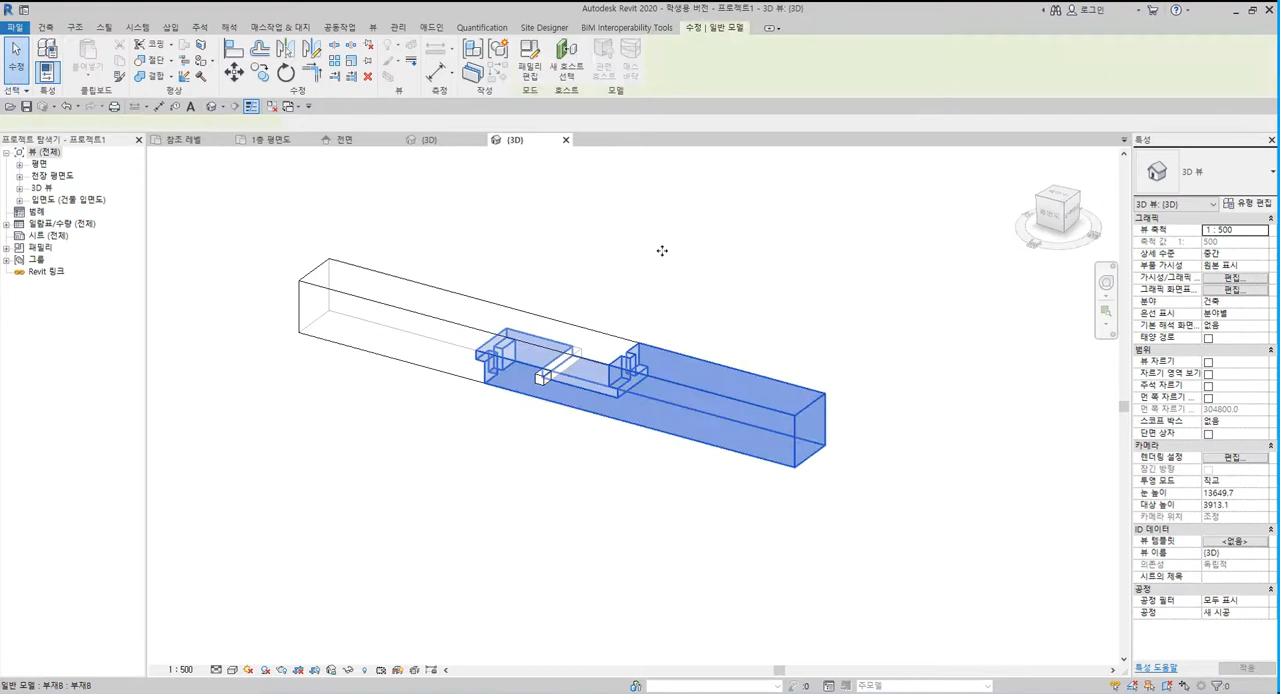 Autodesk Revit 2020 - 학생용 버전 - 프로젝트1 - 3D 뷰: {3D}
로그인
파일 건축 구조 스틸 시스템 삽입 주석 해석 매스작업 & 대지 공동작업 뷰 관리 애드인 Quantification Site Designer BIM Interoperability Tools 수정 | 일반 모델
수정
붙여넣기
코핑
절단
결합
패밀리 편집
새 호스트 선택
관련 호스트
선택 특성 클립보드 형상 수정 뷰 측정 작성 모드 호스트 모델
프로젝트 탐색기 - 프로젝트1
참조 레벨 1층 평면도 전면 {3D} {3D}
특성
뷰 (전체)
평면
천장 평면도
3D 뷰
입면도 (건물 입면도)
범례
일람표/수량 (전체)
시트 (전체)
패밀리
그룹
Revit 링크
3D 뷰
3D 뷰: {3D} 유형 편집
그래픽
뷰 축척 1 : 500
축척 값 1: 500
상세 수준 중간
부품 가시성 원본 표시
가시성/그래픽 ... 편집...
그래픽 화면표... 편집...
분야 건축
은선 표시 분야별
기본 해석 화면... 없음
태양 경로
범위
뷰 자르기
자르기 영역 보기
주석 자르기
먼 쪽 자르기 ...
먼 쪽 자르기 ... 304800.0
스코프 박스 없음
단면 상자
카메라
렌더링 설정 편집...
잠긴 방향
투영 모드 직교
눈 높이 13649.7
대상 높이 3913.1
카메라 위치 조정
ID 데이터
뷰 템플릿 <없음>
뷰 이름 {3D}
의존성 독립적
시트의 제목
공정
공정 필터 모두 표시
공정 새 시공
1 : 500
특성 도움말 적용
일반 모델 : 부재B : 부재B
:0
주모델
:0